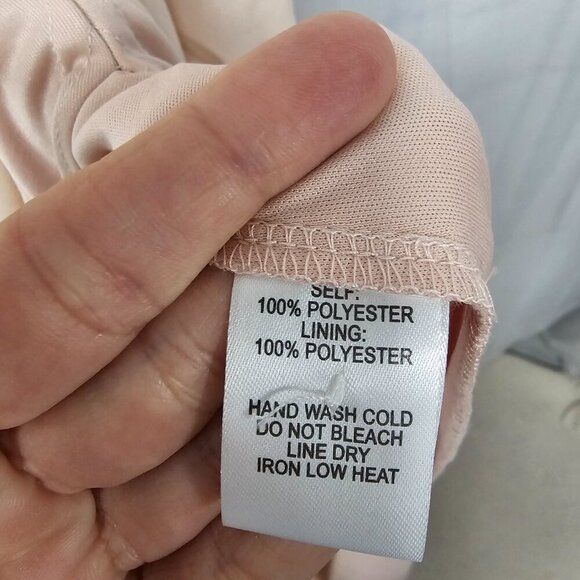 SELF:
100% POLYESTER
LINING:
100% POLYESTER
HAND WASH COLD
DO NOT BLEACH
LINE DRY
IRON LOW HEAT